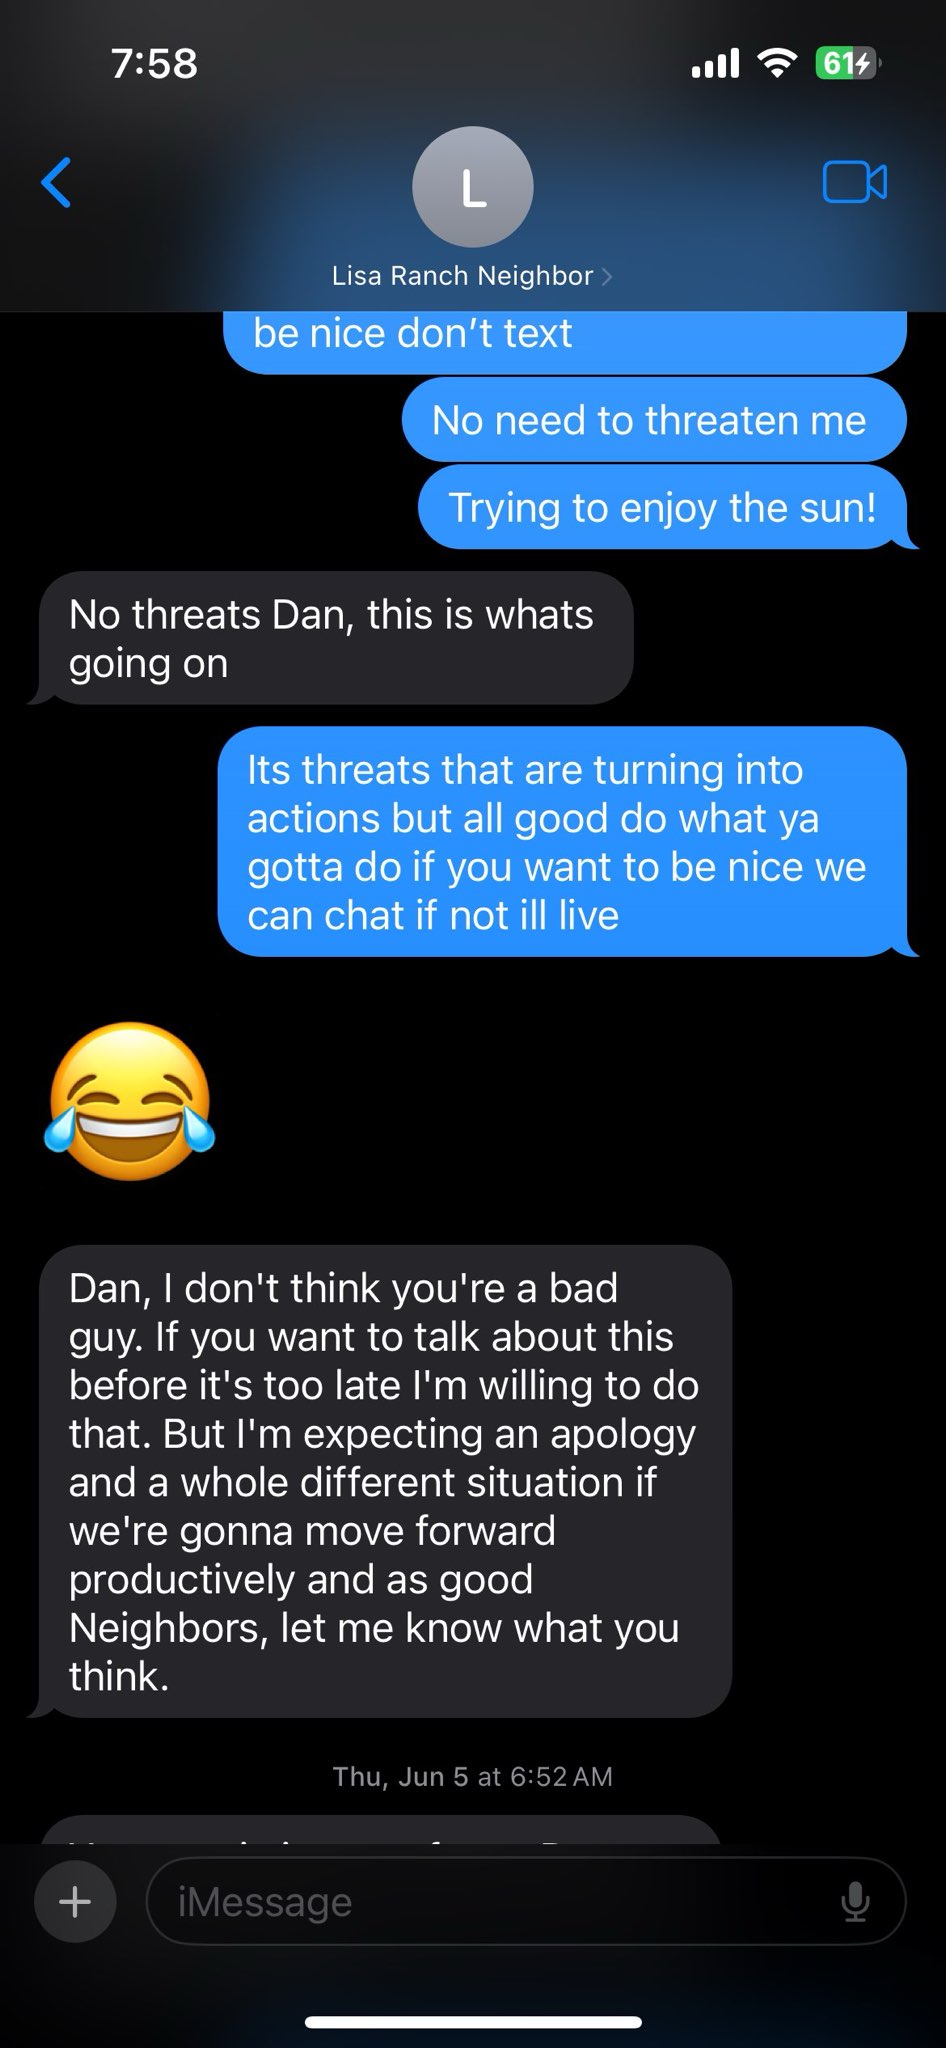 7:58
61
L
Lisa Ranch Neighbor
be nice don’t text
No need to threaten me
Trying to enjoy the sun!
No threats Dan, this is whats
going on
Its threats that are turning into
actions but all good do what ya
gotta do if you want to be nice we
can chat if not ill live
Dan, I don't think you're a bad
guy. If you want to talk about this
before it's too late I'm willing to do
that. But I'm expecting an apology
and a whole different situation if
we're gonna move forward
productively and as good
Neighbors, let me know what you
think.
Thu, Jun 5 at 6:52 AM
iMessage